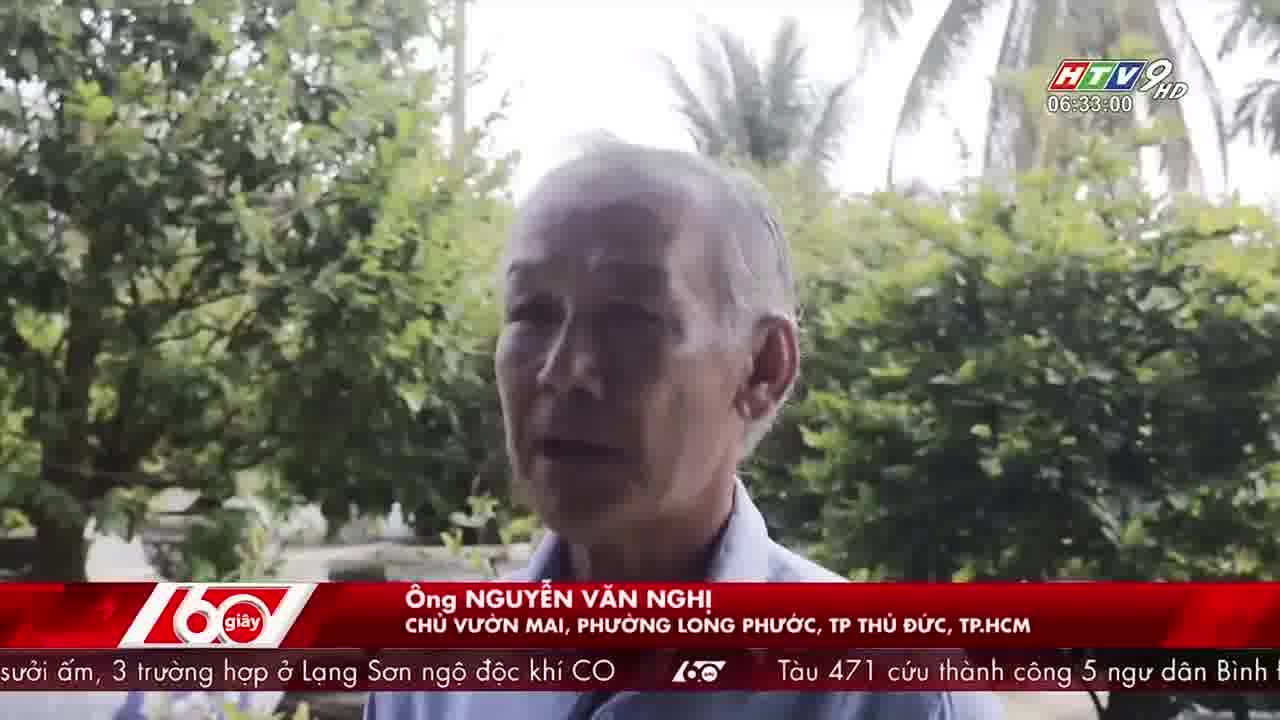 HTV9 HD
06:33:00
Ông NGUYỄN VĂN NGHỊ
60 giây
CHỦ VƯỜN MAI, PHƯỜNG LONG PHƯỚC, TP THỦ ĐỨC, TP.HCM
sưởi ấm, 3 trường hợp ở Lạng Sơn ngộ độc khí CO 60 giây Tàu 471 cứu thành công 5 ngư dân Bình